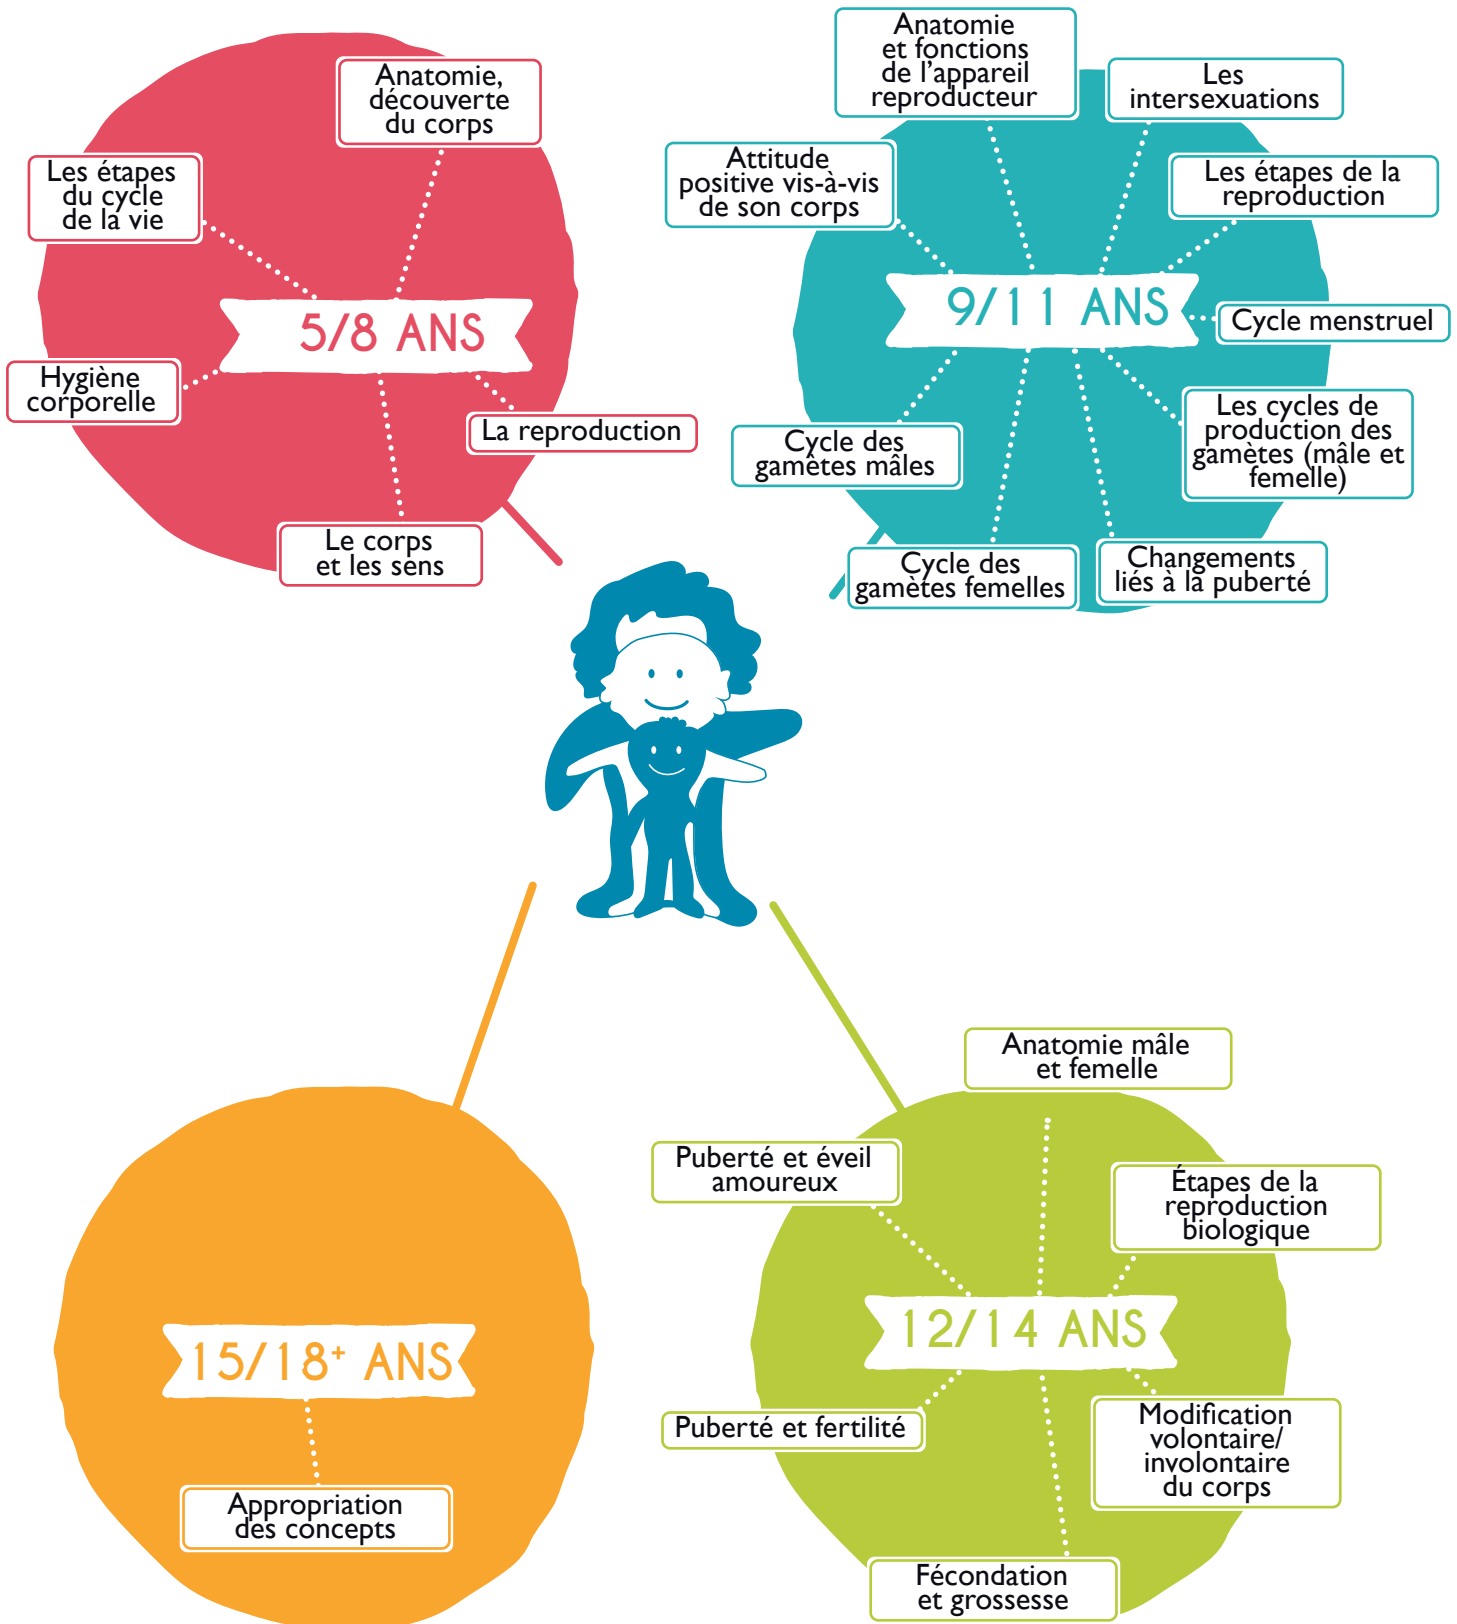 Anatomie,
découverte
du corps
Les étapes
du cycle
de la vie
5/8 ANS
Hygiène
corporelle
La reproduction
Le corps
et les sens
Anatomie
et fonctions
de l'appareil
reproducteur
Les
intersexuations
Attitude
positive vis-à-vis
de son corps
Les étapes de la
reproduction
9/11 ANS
Cycle menstruel
Les cycles de
production des
gamètes (mâle et
femelle)
Cycle des
gamètes mâles
Cycle des
gamètes femelles
Changements
liés à la puberté
15/18+ ANS
Appropriation
des concepts
Anatomie mâle
et femelle
Puberté et éveil
amoureux
Étapes de la
reproduction
biologique
12/14 ANS
Puberté et fertilité
Modification
volontaire/
involontaire
du corps
Fécondation
et grossesse